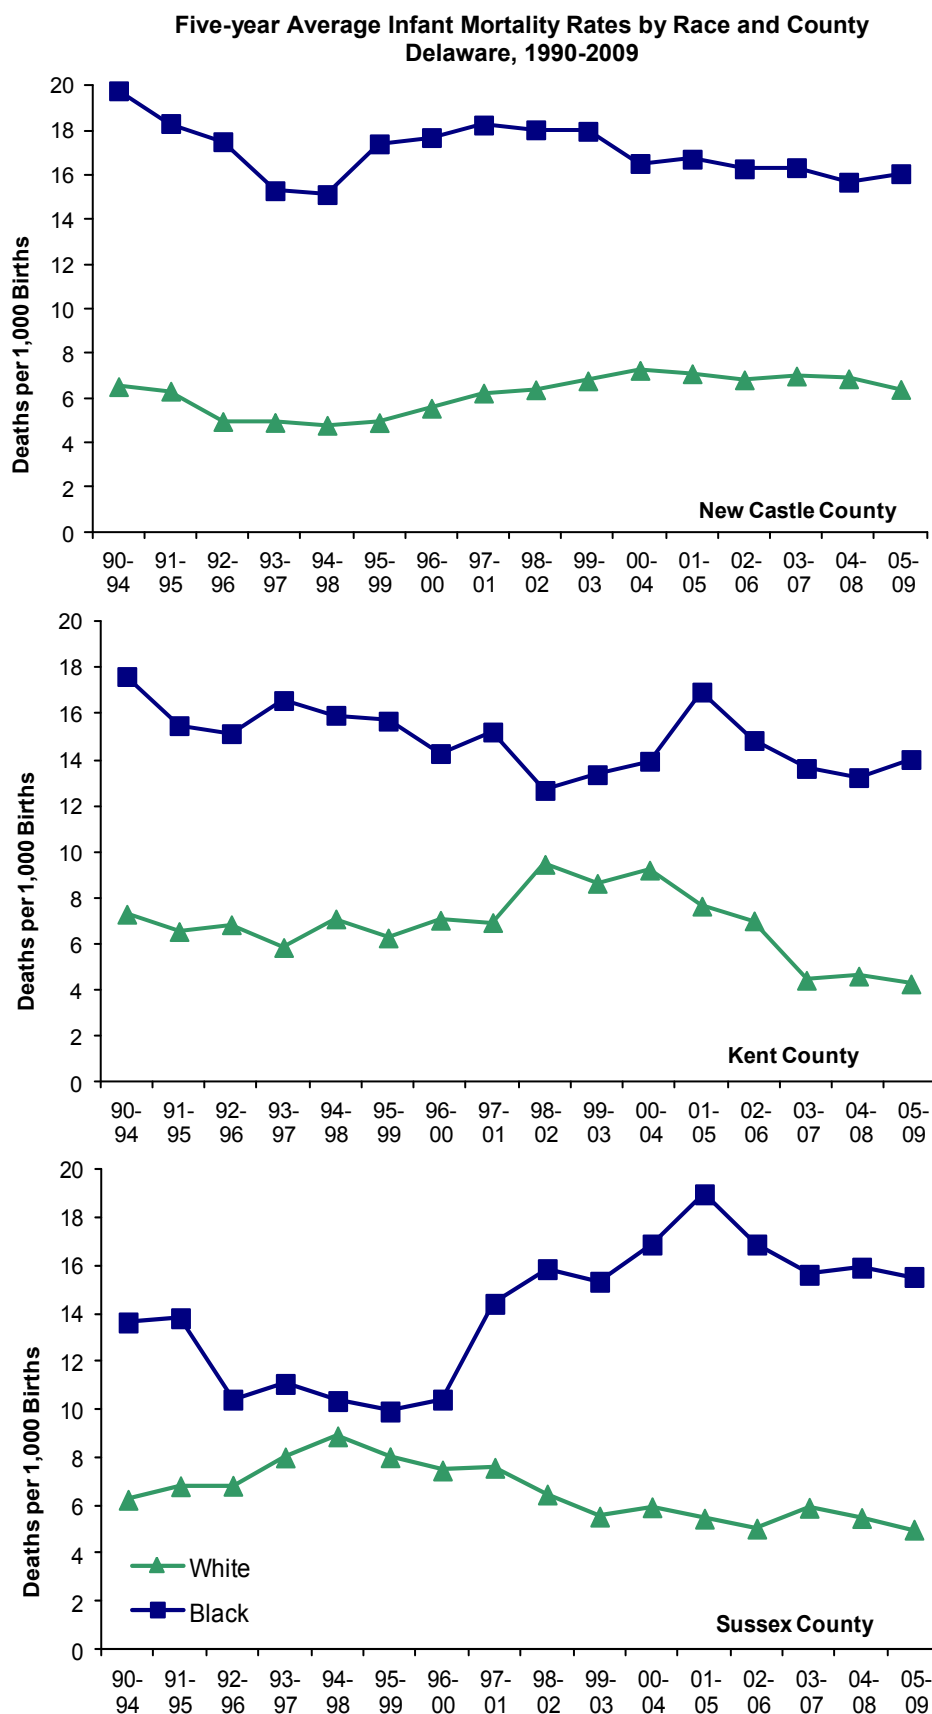 Five-year Average Infant Mortality Rates by Race and County
Delaware, 1990-2009
Deaths per 1,000 Births
20
18
16
14
12
10
8
6
4
2
0
New Castle County
90- 91- 92- 93- 94- 95- 96- 97- 98- 99- 00- 01- 02- 03- 04- 05-
94 95 96 97 98 99 00 01 02 03 04 05 06 07 08 09
Deaths per 1,000 Births
20
18
16
14
12
10
8
6
4
2
0
Kent County
90- 91- 92- 93- 94- 95- 96- 97- 98- 99- 00- 01- 02- 03- 04- 05-
94 95 96 97 98 99 00 01 02 03 04 05 06 07 08 09
Deaths per 1,000 Births
20
18
16
14
12
10
8
6
4
2
0
White
Black
Sussex County
90- 91- 92- 93- 94- 95- 96- 97- 98- 99- 00- 01- 02- 03- 04- 05-
94 95 96 97 98 99 00 01 02 03 04 05 06 07 08 09